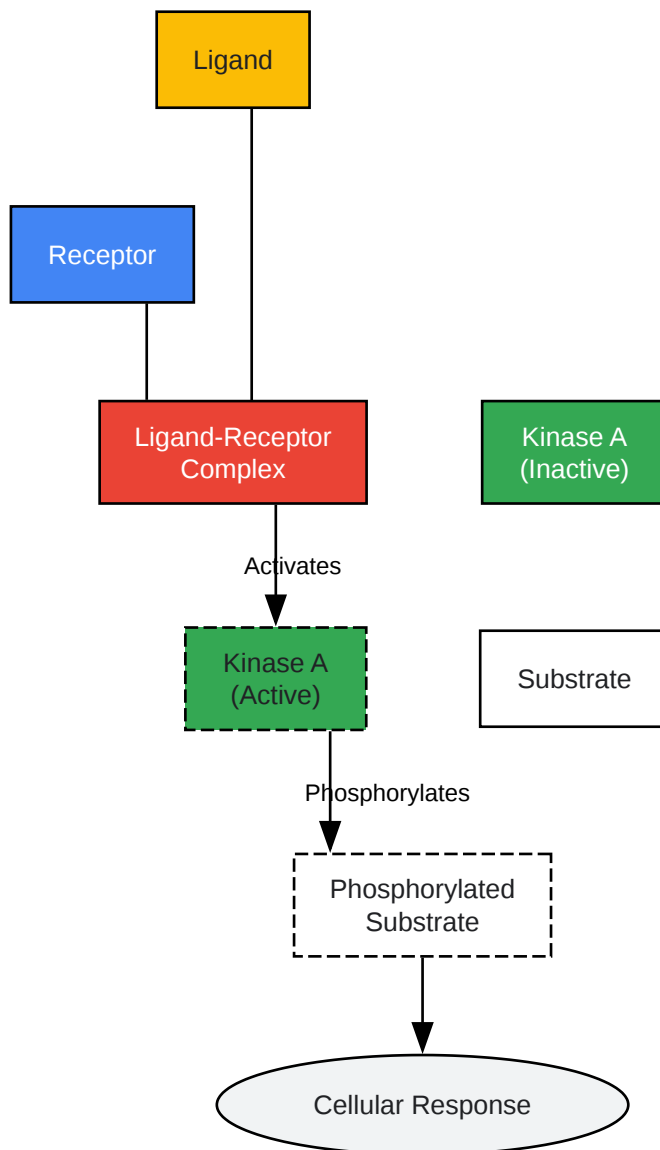 Ligand
Receptor
Ligand-Receptor
Complex
Kinase A
(Inactive)
Activates
Kinase A
(Active)
Substrate
Phosphorylates
Phosphorylated
Substrate
Cellular Response